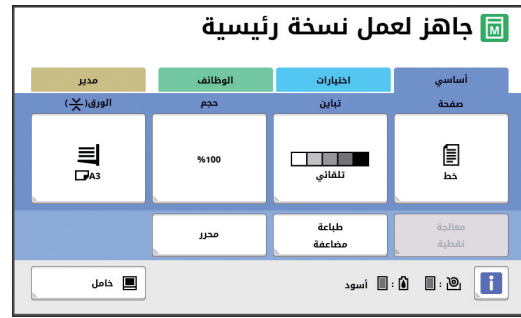 جاهز لعمل نسخة رئيسية
أساسي
اختيارات
الوظائف
مدير
صفحة
تباين
حجم
الورق( )
خط
تلقائي
%100
A3
معالجة
نقطية
طباعة
مضاعفة
محرر
i
: : أسود
خامل